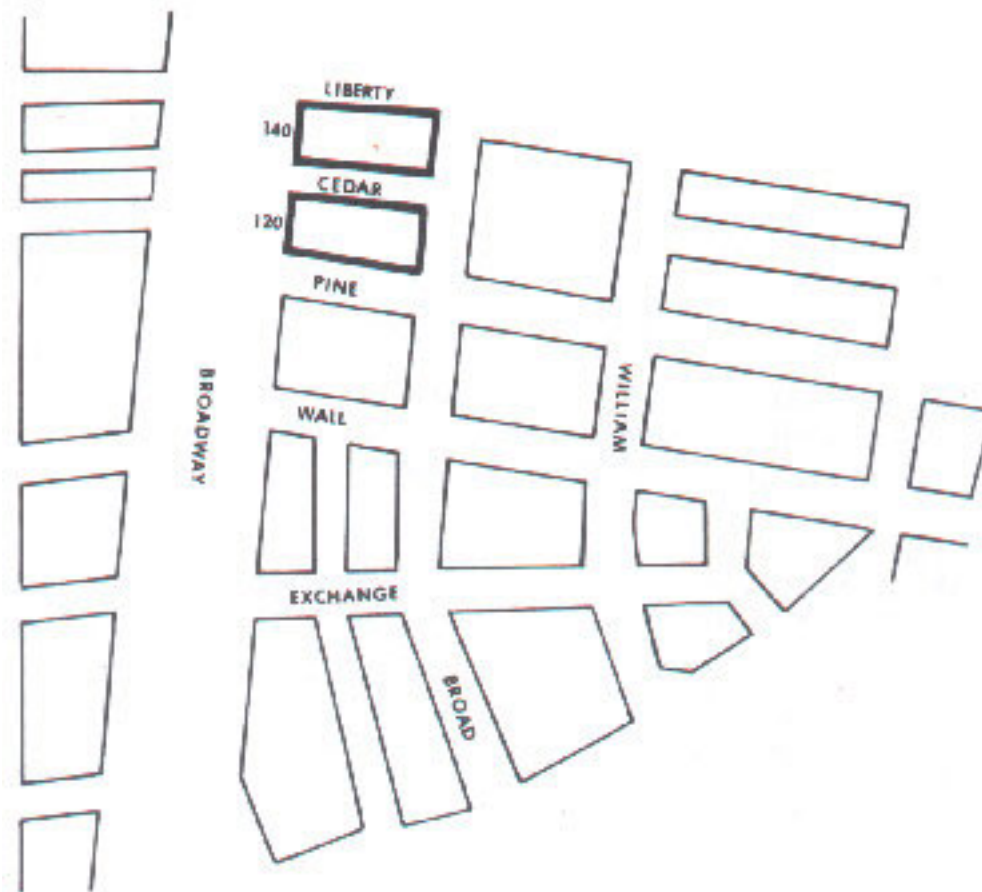 LIBERTY
140
CEDAR
120
PINE
BROADWAY
WILLIAM
WALL
EXCHANGE
BROAD